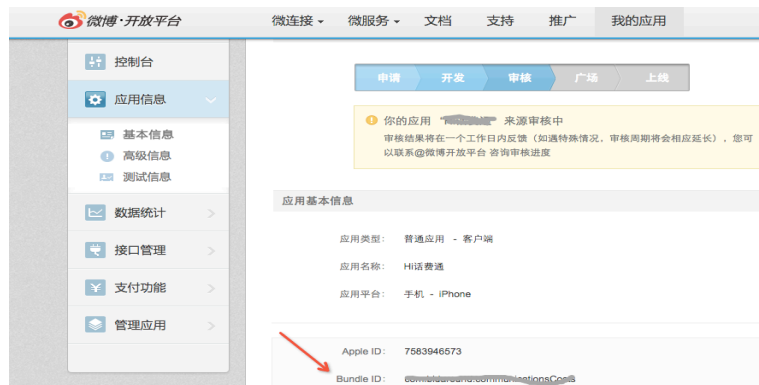 微博·开放平台 微连接 微服务 文档 支持 推广 我的应用
控制台
应用信息
基本信息
高级信息
测试信息
数据统计
接口管理
支付功能
管理应用
申请 开发 审核 广场 上线
你的应用 “ ” 来源审核中
审核结果将在一个工作日内反馈（如遇特殊情况，审核周期将会相应延长），您可
以联系@微博开放平台 咨询审核进度
应用基本信息
应用类型： 普通应用 - 客户端
应用名称： Hi话费通
应用平台： 手机 - iPhone
Apple ID： 7583946573
Bundle ID：